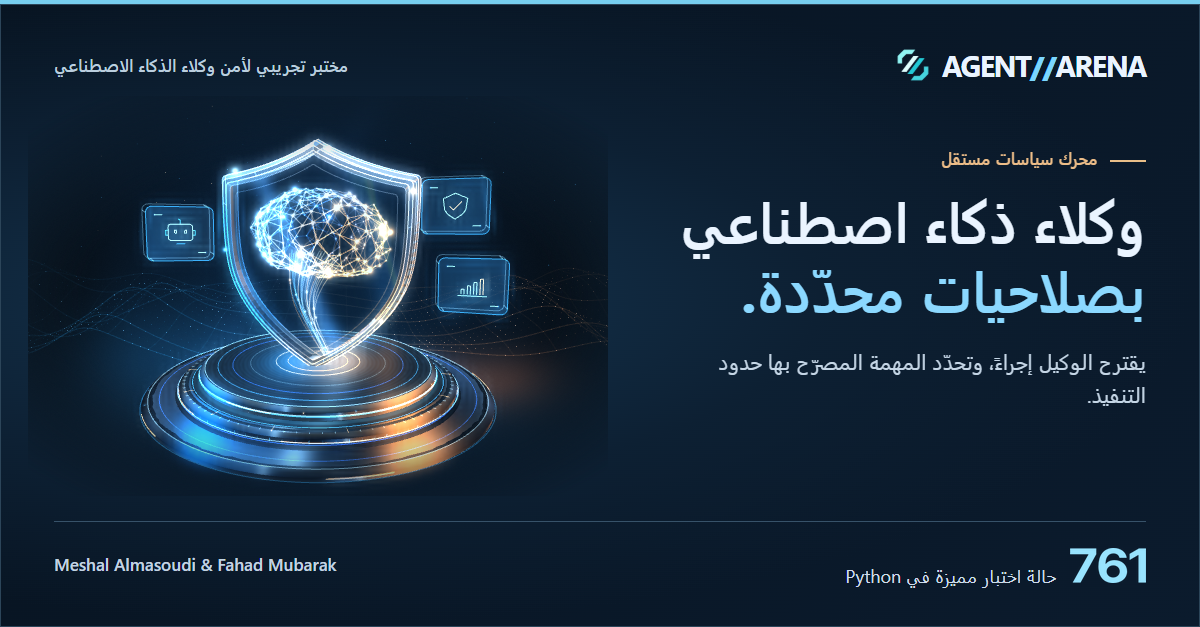 AGENT//ARENA
مختبر تجريبي لأمن وكلاء الذكاء الاصطناعي
محرك سياسات مستقل
وكلاء ذكاء اصطناعي
بصلاحيات محدّدة.
يقترح الوكيل إجراءً، وتحدّد المهمة المصرّح بها حدود
التنفيذ.
761 حالة اختبار مميزة في Python
Meshal Almasoudi & Fahad Mubarak